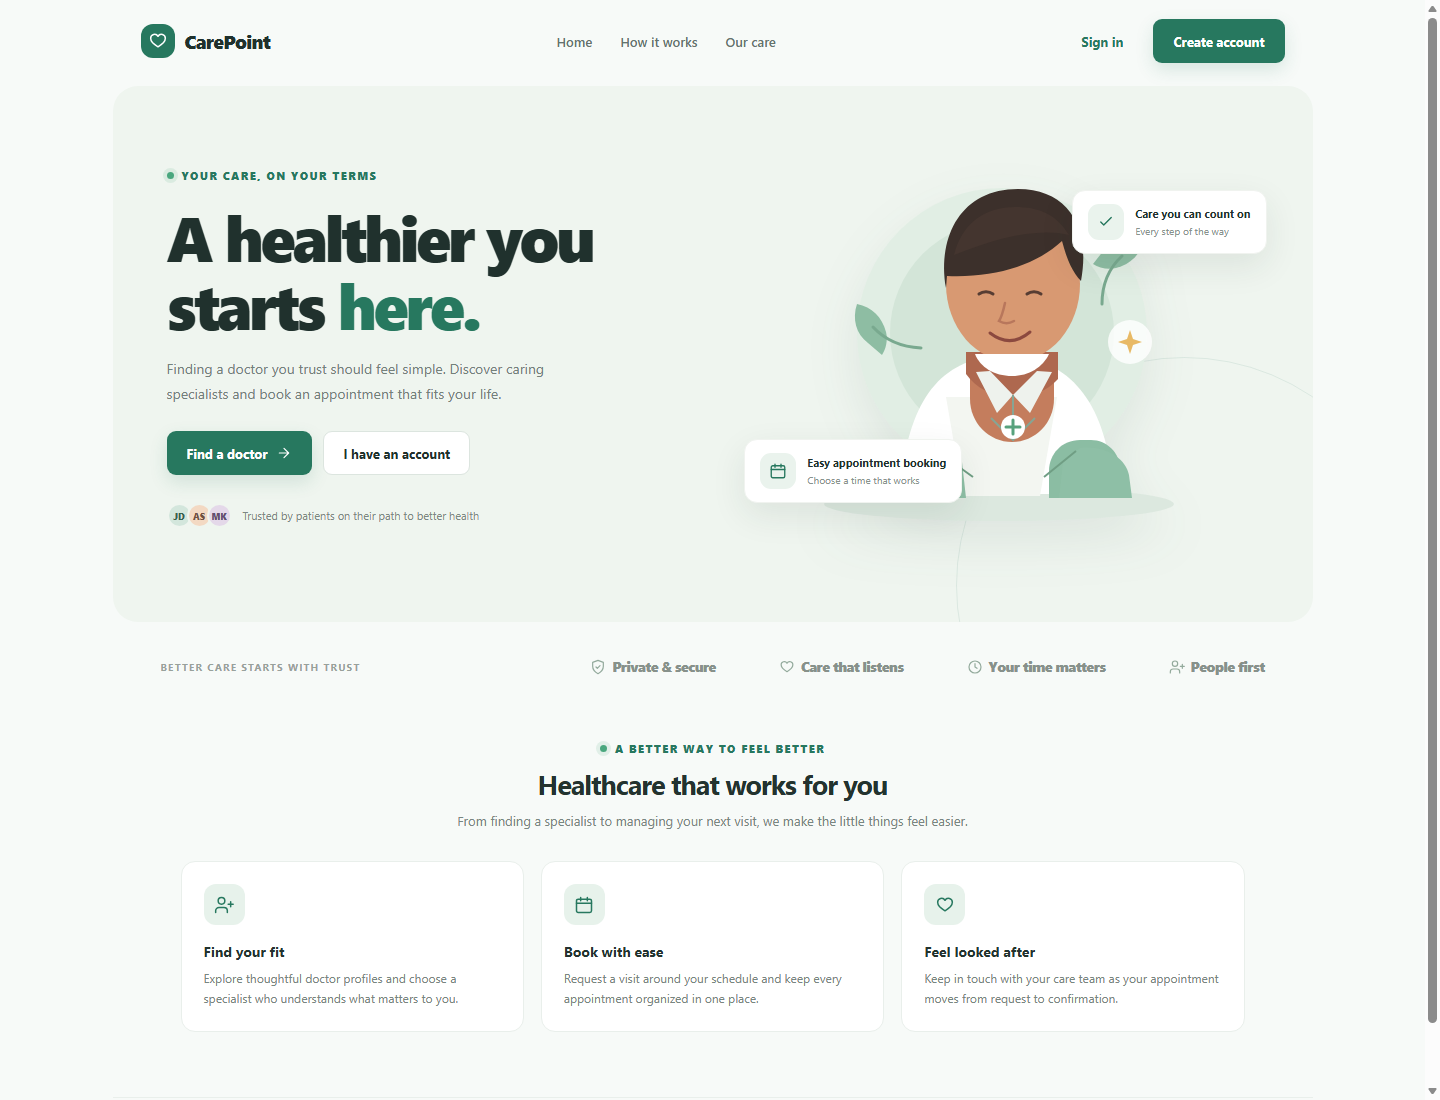 CarePoint
Home
How it works
Our care
Sign in
Create account
YOUR CARE, ON YOUR TERMS
A healthier you
starts here.
Finding a doctor you trust should feel simple. Discover caring
specialists and book an appointment that fits your life.
Find a doctor
I have an account
JD
AS
MK
Trusted by patients on their path to better health
Care you can count on
Every step of the way
Easy appointment booking
Choose a time that works
BETTER CARE STARTS WITH TRUST
Private & secure
Care that listens
Your time matters
People first
A BETTER WAY TO FEEL BETTER
Healthcare that works for you
From finding a specialist to managing your next visit, we make the little things feel easier.
Find your fit
Explore thoughtful doctor profiles and choose a
specialist who understands what matters to you.
Book with ease
Request a visit around your schedule and keep every
appointment organized in one place.
Feel looked after
Keep in touch with your care team as your appointment
moves from request to confirmation.